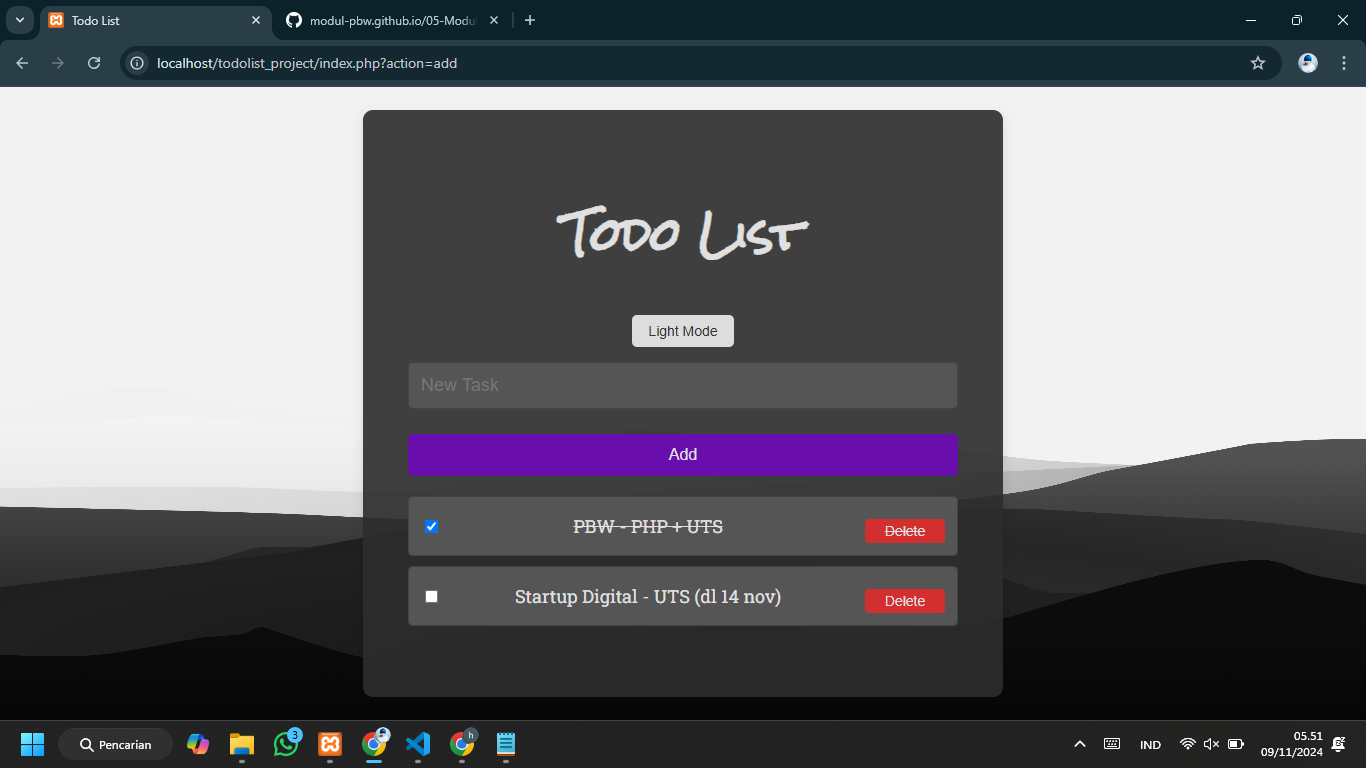 Todo List
modul-pbw.github.io/05-Modu
localhost/todolist_project/index.php?action=add
Todo List
Light Mode
New Task
Add
PBW - PHP + UTS
Delete
Startup Digital - UTS (dl 14 nov)
Delete
Pencarian
3
h
IND
05.51
09/11/2024